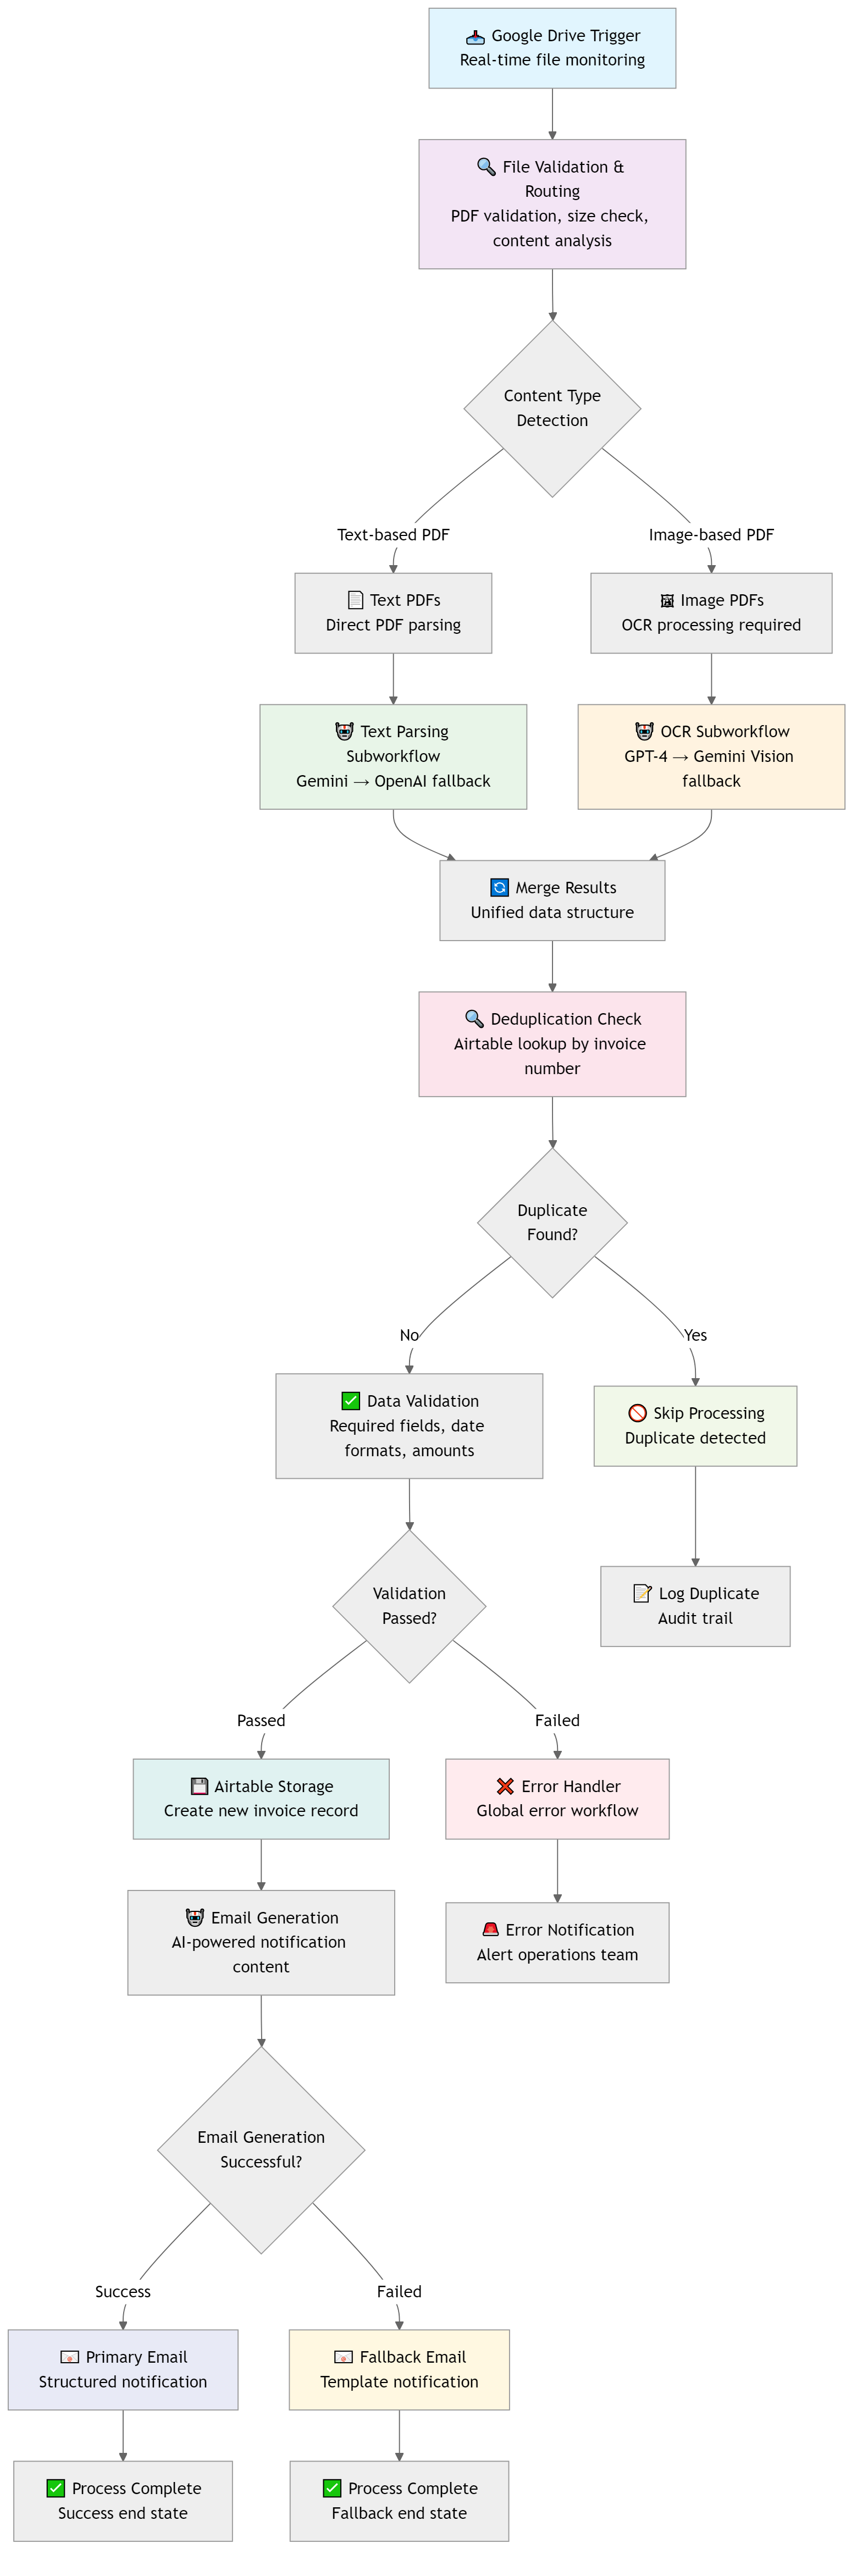 Google Drive Trigger
Real-time file monitoring
File Validation &
Routing
PDF validation, size check,
content analysis
Content Type
Detection
Text-based PDF
Image-based PDF
Text PDFs
Direct PDF parsing
Image PDFs
OCR processing required
Text Parsing
Subworkflow
Gemini → OpenAI fallback
OCR Subworkflow
GPT-4 → Gemini Vision
fallback
Merge Results
Unified data structure
Deduplication Check
Airtable lookup by invoice
number
Duplicate
Found?
No
Yes
Data Validation
Required fields, date
formats, amounts
Skip Processing
Duplicate detected
Validation
Passed?
Log Duplicate
Audit trail
Passed
Failed
Airtable Storage
Create new invoice record
Error Handler
Global error workflow
Email Generation
AI-powered notification
content
Error Notification
Alert operations team
Email Generation
Successful?
Success
Failed
Primary Email
Structured notification
Fallback Email
Template notification
Process Complete
Success end state
Process Complete
Fallback end state